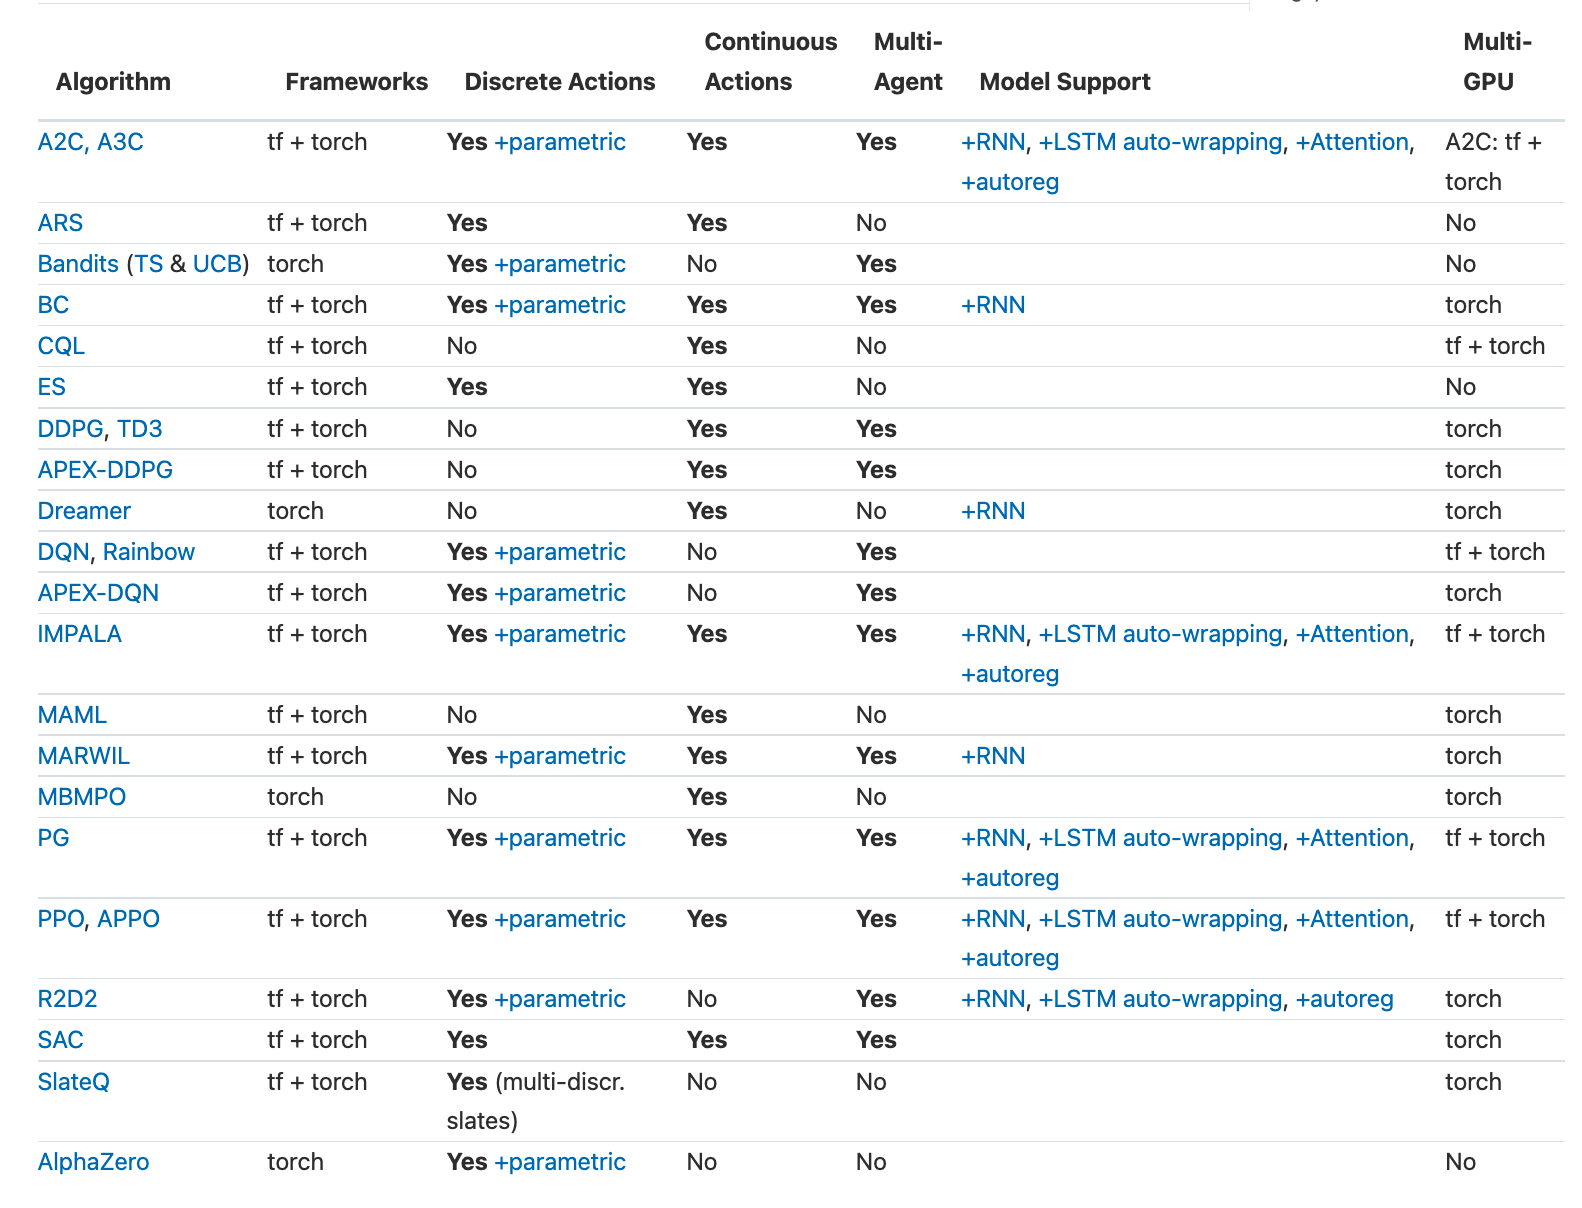 Continuous Multi- Multi-
Algorithm Frameworks Discrete Actions Actions Agent Model Support GPU
A2C, A3C tf + torch Yes +parametric Yes Yes +RNN, +LSTM auto-wrapping, +Attention, A2C: tf +
+autoreg torch
ARS tf + torch Yes Yes No No
Bandits (TS & UCB) torch Yes +parametric No Yes No
BC tf + torch Yes +parametric Yes Yes +RNN torch
CQL tf + torch No Yes No tf + torch
ES tf + torch Yes Yes No No
DDPG, TD3 tf + torch No Yes Yes torch
APEX-DDPG tf + torch No Yes Yes torch
Dreamer torch No Yes No +RNN torch
DQN, Rainbow tf + torch Yes +parametric No Yes tf + torch
APEX-DQN tf + torch Yes +parametric No Yes torch
IMPALA tf + torch Yes +parametric Yes Yes +RNN, +LSTM auto-wrapping, +Attention, tf + torch
+autoreg
MAML tf + torch No Yes No torch
MARWIL tf + torch Yes +parametric Yes Yes +RNN torch
MBMPO torch No Yes No torch
PG tf + torch Yes +parametric Yes Yes +RNN, +LSTM auto-wrapping, +Attention, tf + torch
+autoreg
PPO, APPO tf + torch Yes +parametric Yes Yes +RNN, +LSTM auto-wrapping, +Attention, tf + torch
+autoreg
R2D2 tf + torch Yes +parametric No Yes +RNN, +LSTM auto-wrapping, +autoreg torch
SAC tf + torch Yes Yes Yes torch
SlateQ tf + torch Yes (multi-discr. No No torch
slates)
AlphaZero torch Yes +parametric No No No